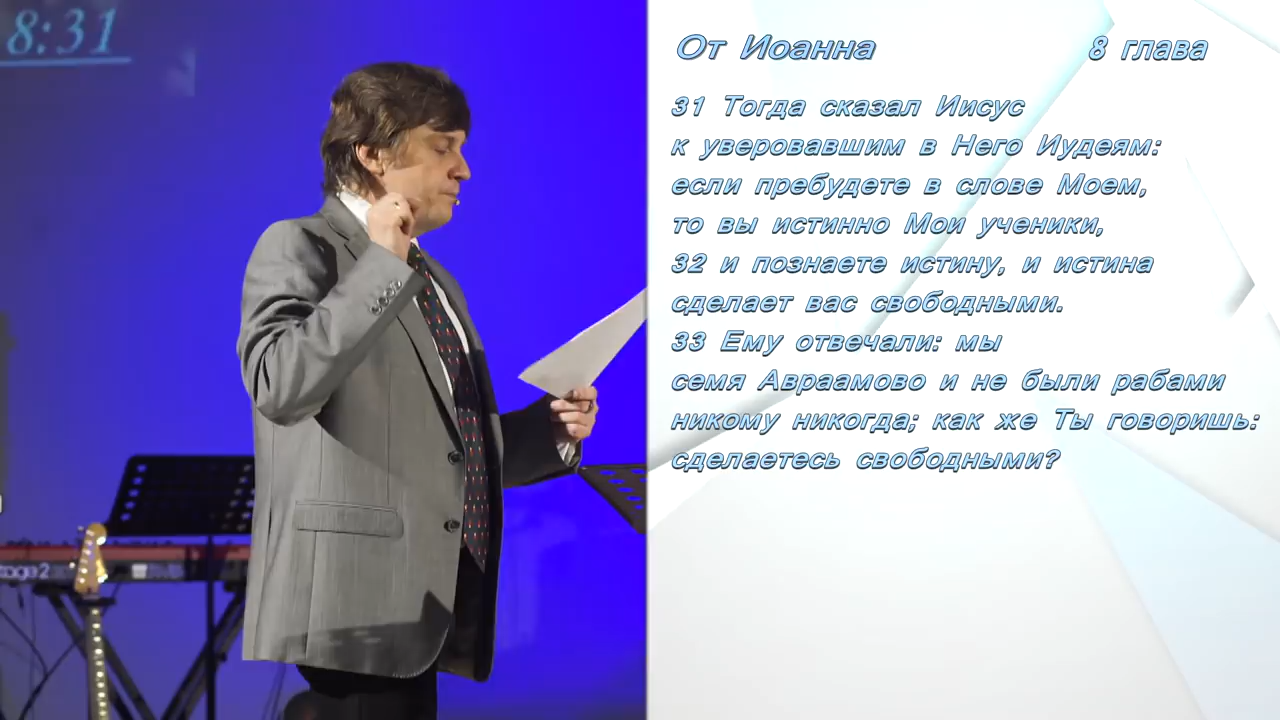 8:31
От Иоанна 8 глава
31 Тогда сказал Иисус
к уверовавшим в Него Иудеям:
если пребудете в слове Моем,
то вы истинно Мои ученики,
32 и познаете истину, и истина
сделает вас свободными.
33 Ему отвечали: мы
семя Авраамово и не были рабами
никому никогда; как же Ты говоришь:
сделаетесь свободными?